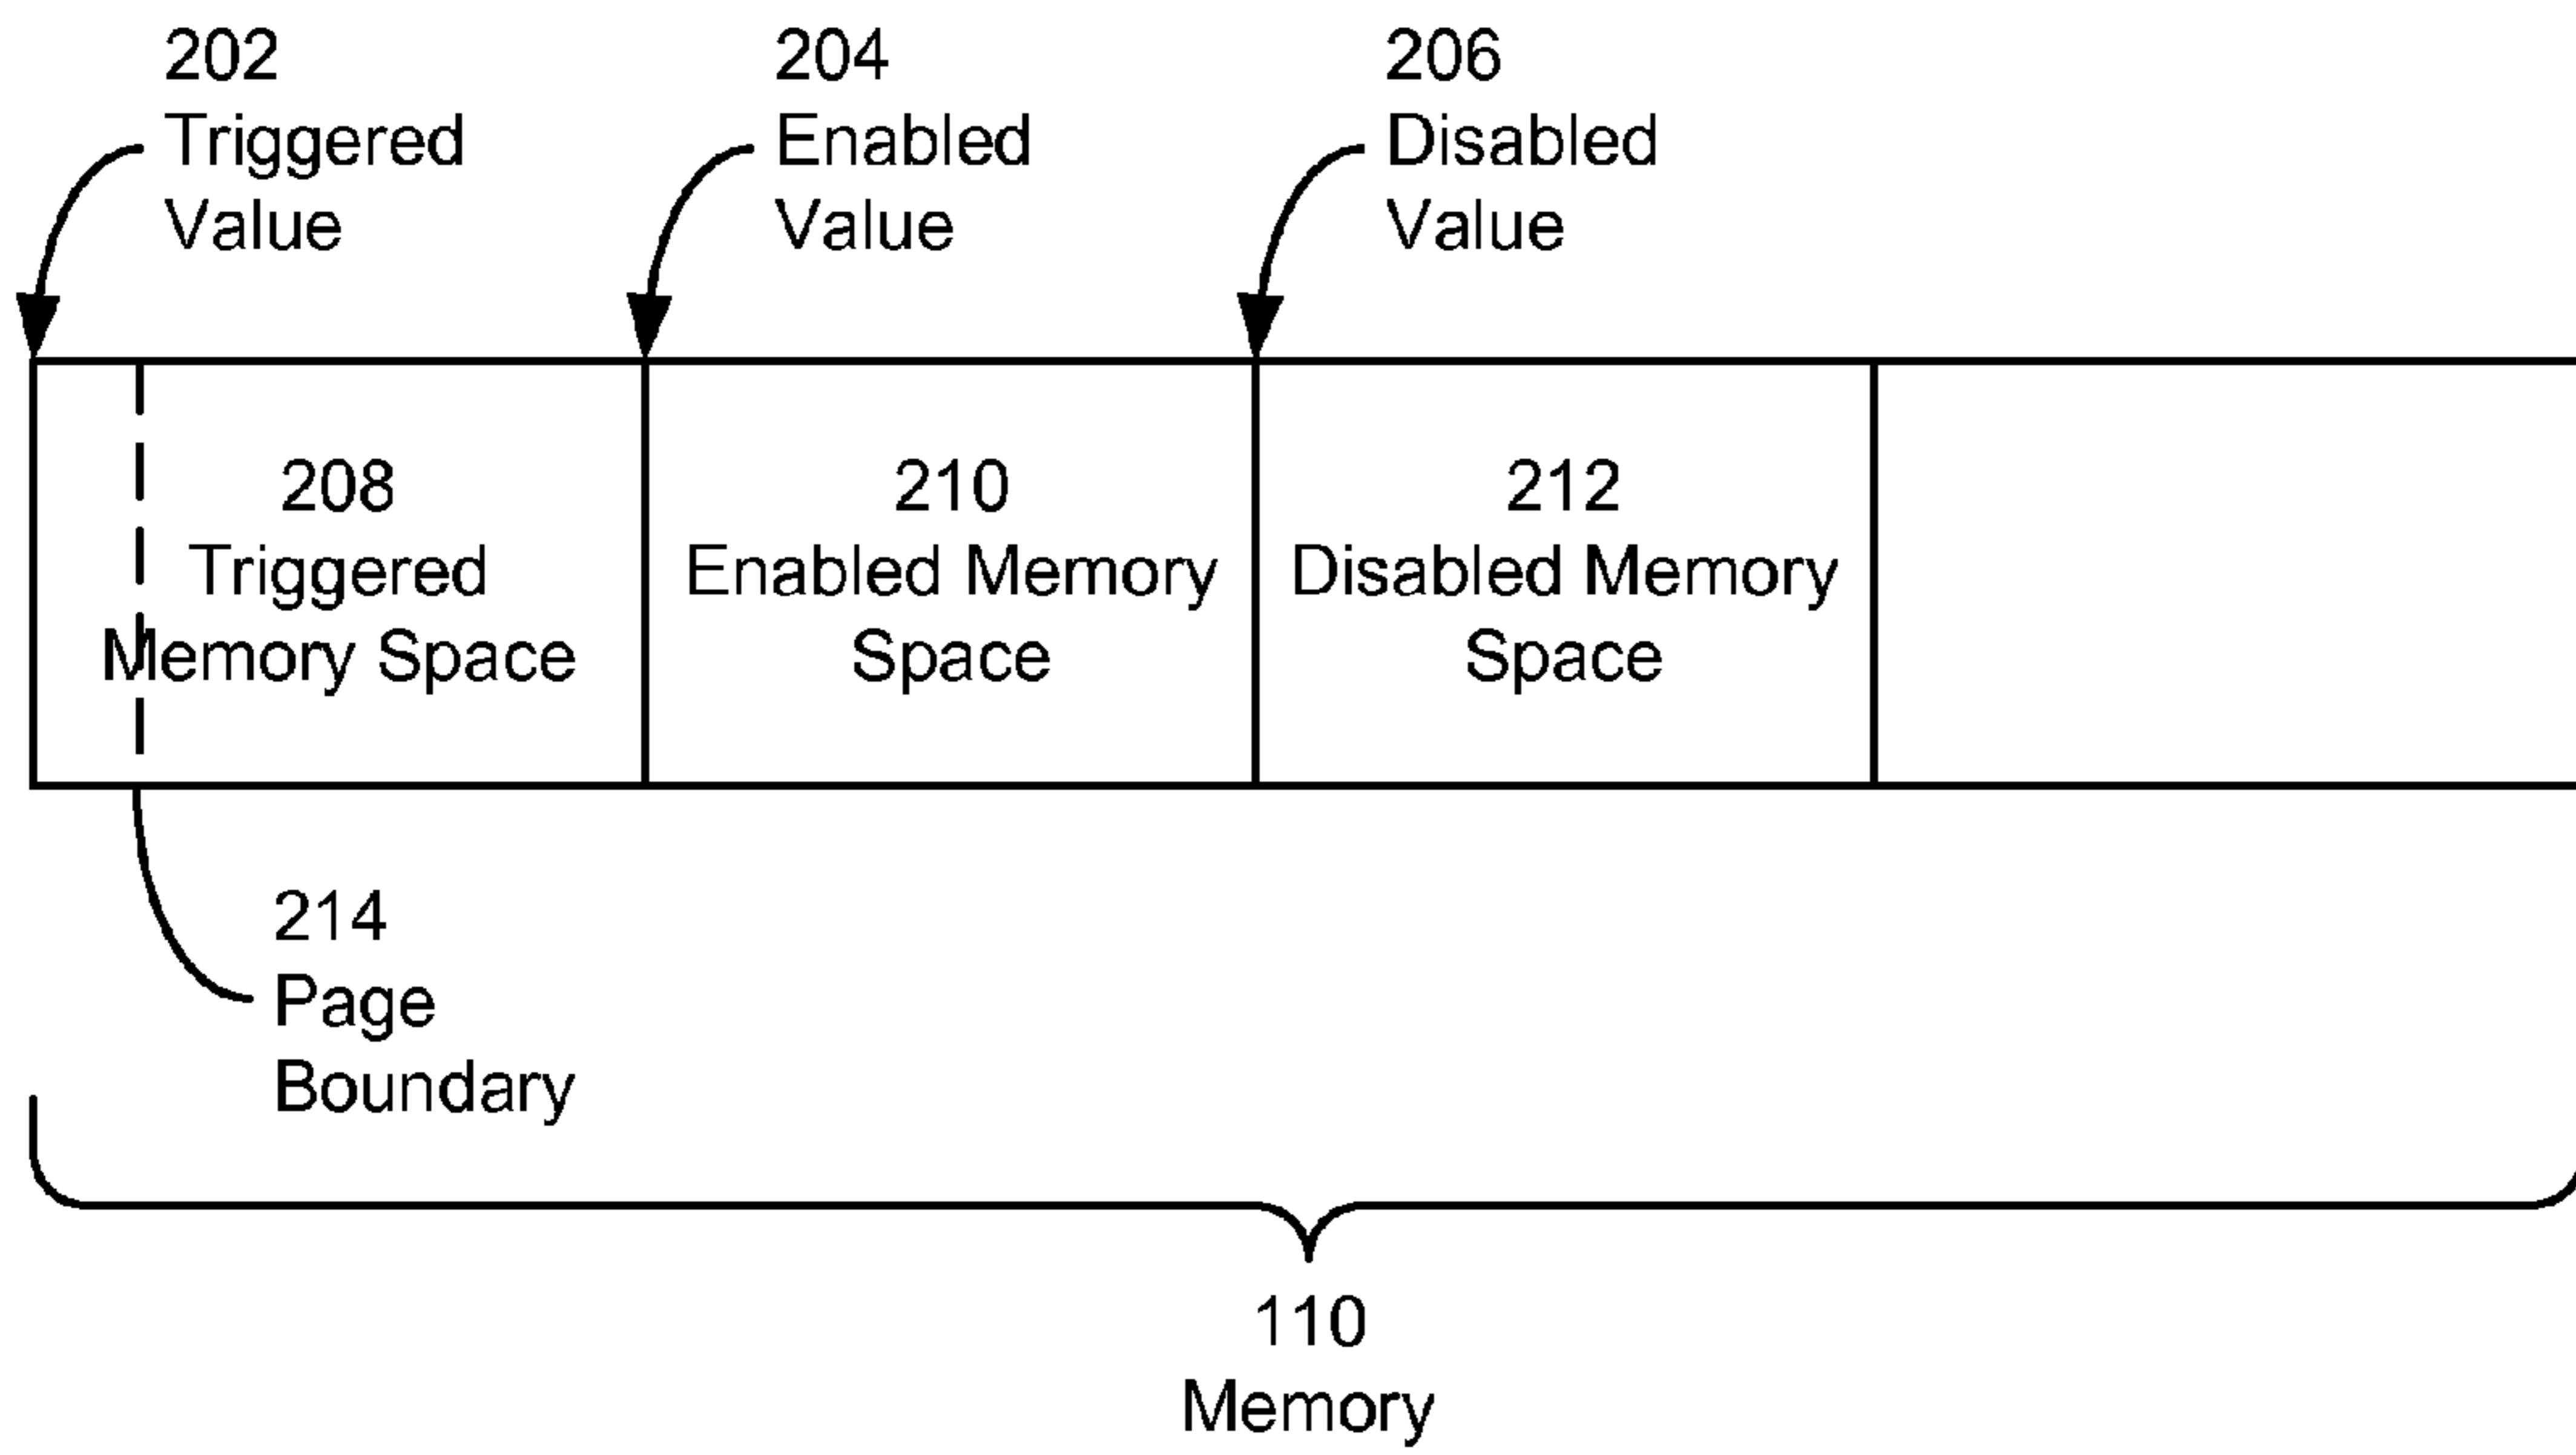 202
Triggered
Value
204
Enabled
Value
206
Disabled
Value
208
Triggered
Memory Space
210
Enabled Memory
Space
212
Disabled Memory
Space
214
Page
Boundary
110
Memory